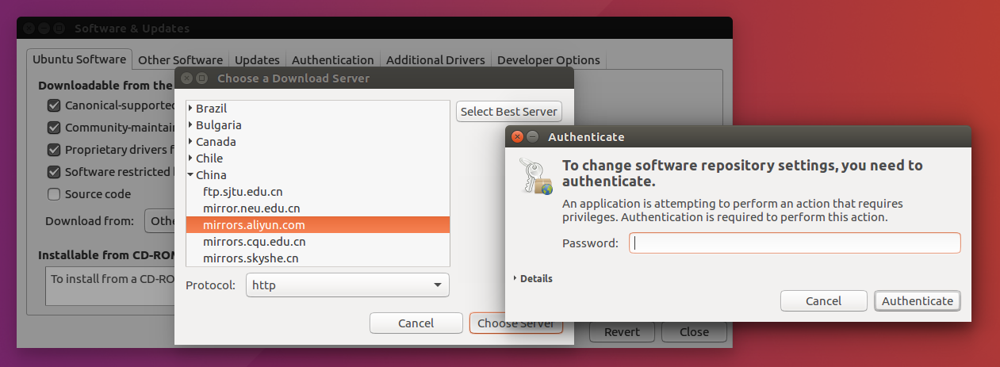 Software & Updates
Ubuntu Software
Other Software
Updates
Authentication
Additional Drivers
Developer Options
Downloadable from the
Canonical-supported
Community-maintain
Proprietary drivers f
Software restricted
Source code
Download from:
Othe
Installable from CD-ROM
To install from a CD-RO
Revert
Close
Choose a Download Server
Brazil
Bulgaria
Canada
Chile
China
ftp.sjtu.edu.cn
mirror.neu.edu.cn
mirrors.aliyun.com
mirrors.cqu.edu.cn
mirrors.skyshe.cn
Select Best Server
Protocol:
http
Cancel
Choose Server
Authenticate
To change software repository settings, you need to
authenticate.
An application is attempting to perform an action that requires
privileges. Authentication is required to perform this action.
Password:
Details
Cancel
Authenticate